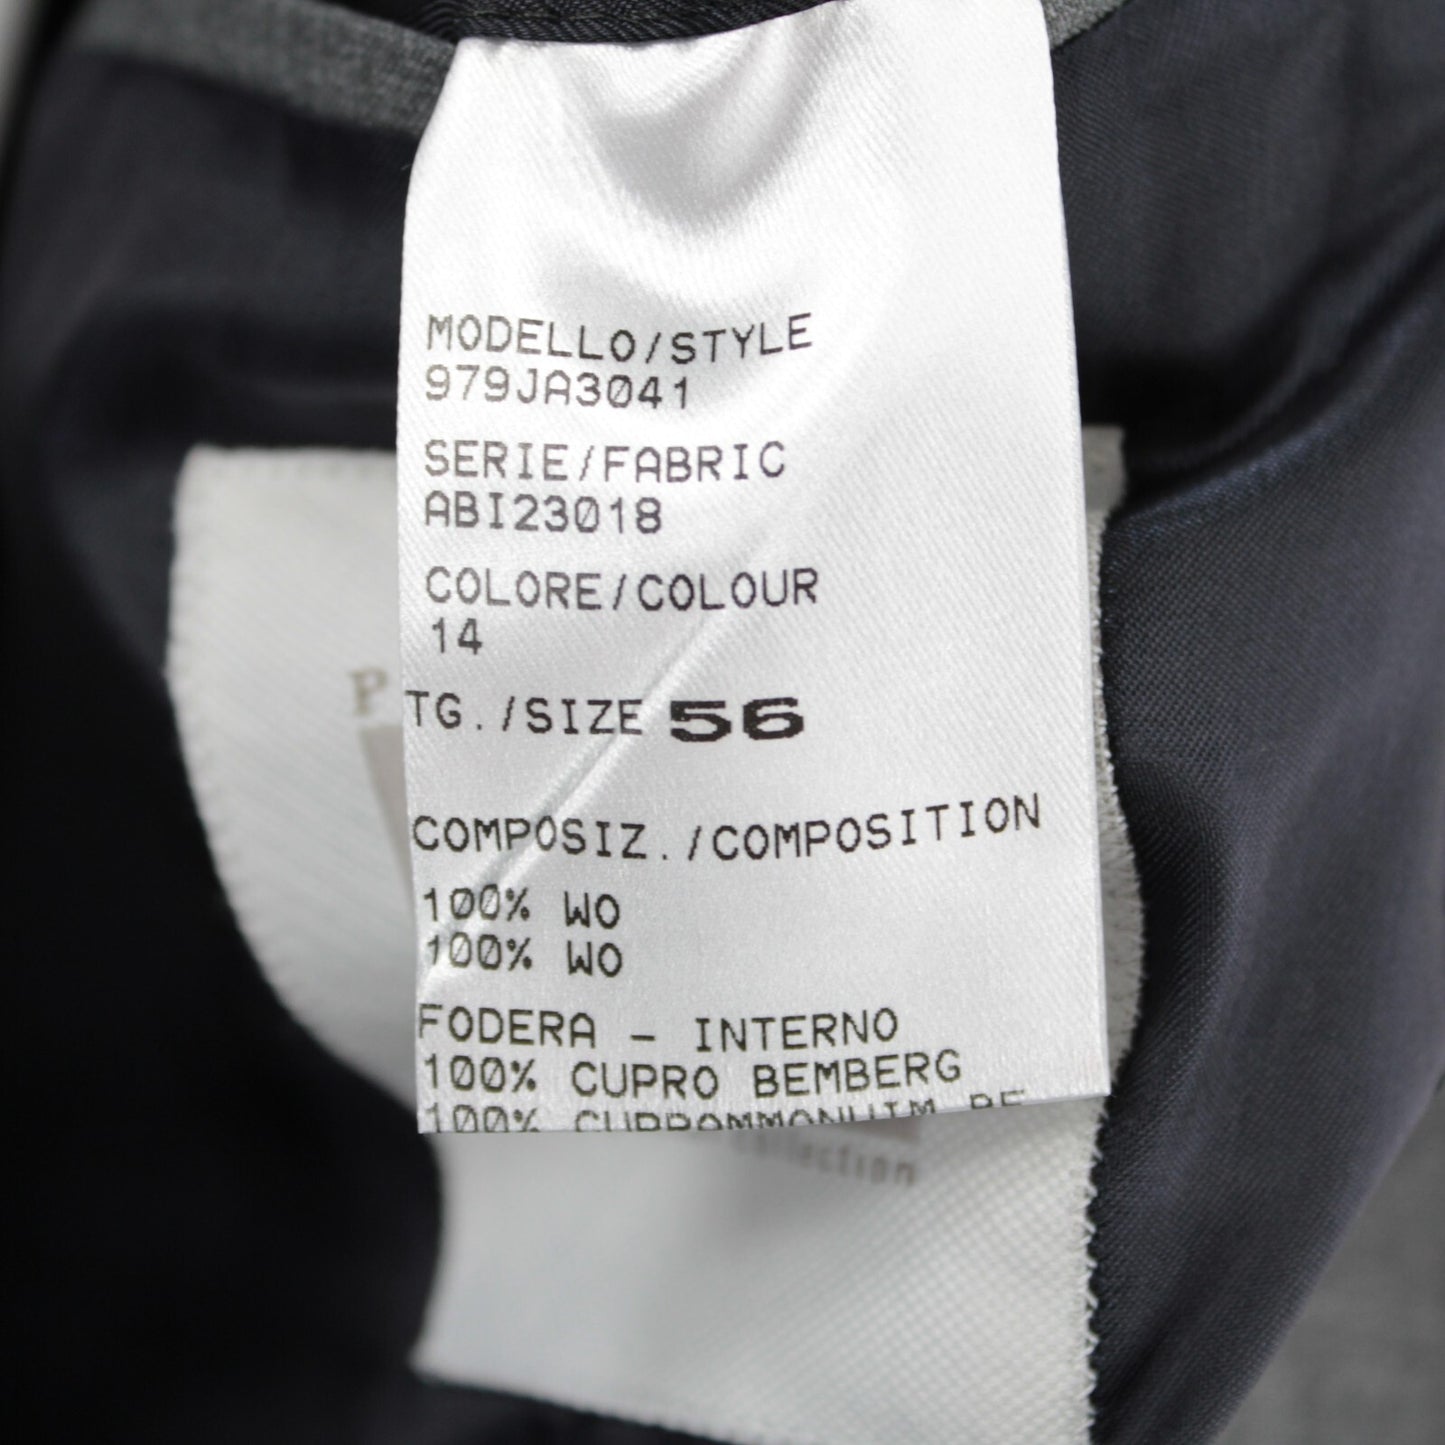 MODELLO/STYLE
979JA3041
SERIE/FABRIC
ABI23018
COLORE/COLOUR
14
TG./SIZE 56
COMPOSIZ./COMPOSITION
100% WO
100% WO
FODERA - INTERNO
100% CUPRO BEMBERG
100%